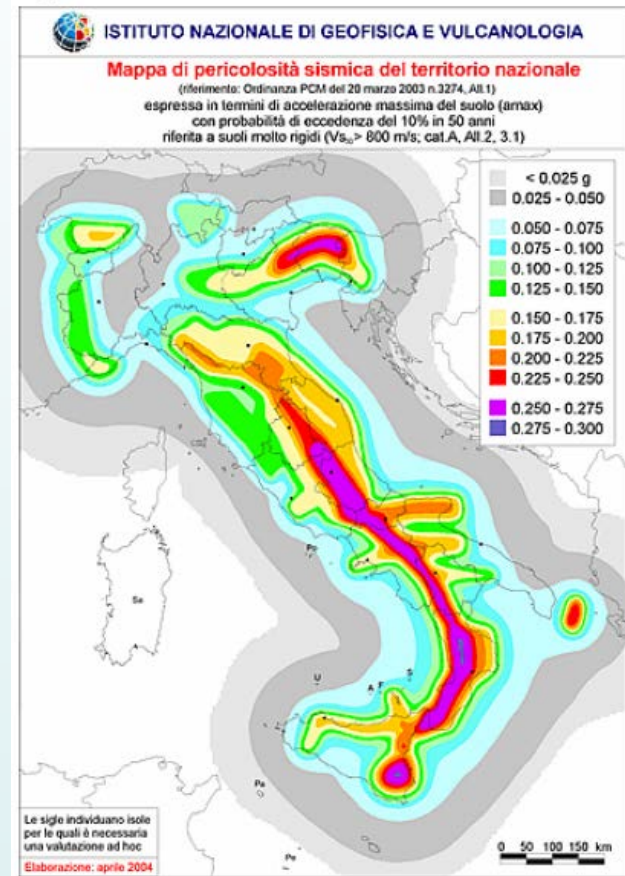 ISTITUTO NAZIONALE DI GEOFISICA E VULCANOLOGIA
Mappa di pericolosità sismica del territorio nazionale
(riferimento: Ordinanza PCM del 20 marzo 2003 n.3274, All.1)
espressa in termini di accelerazione massima del suolo (amax)
con probabilità di eccedenza del 10% in 50 anni
riferita a suoli molto rigidi (Vs₃₀> 800 m/s; cat.A, All.2, 3.1)
< 0.025 g
0.025 - 0.050
0.050 - 0.075
0.075 - 0.100
0.100 - 0.125
0.125 - 0.150
0.150 - 0.175
0.175 - 0.200
0.200 - 0.225
0.225 - 0.250
0.250 - 0.275
0.275 - 0.300
Po
Sa
U
A
F
S
Pa
Pe
Le sigle individuano isole
per le quali è necessaria
una valutazione ad hoc
Elaborazione: aprile 2004
0 50 100 150 km